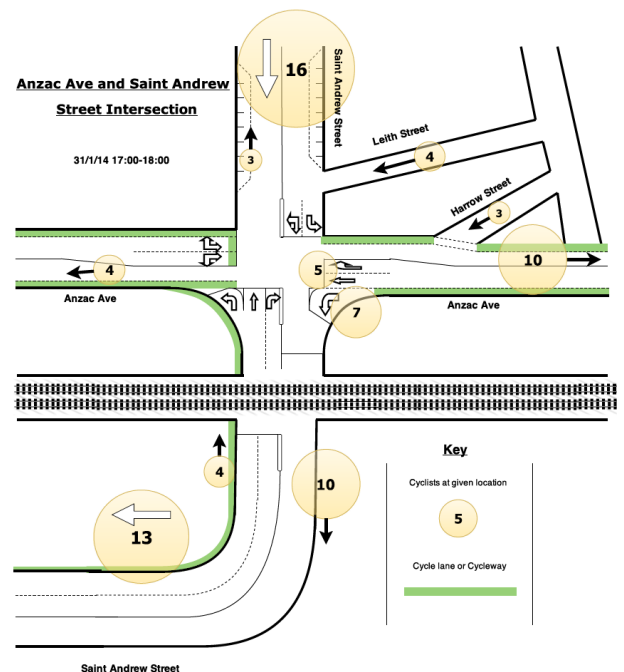 Anzac Ave and Saint Andrew
Street Intersection
31/1/14 17:00-18:00
16
Saint Andrew Street
3
Leith Street
4
Harrow Street
3
4
5
10
Anzac Ave
7
Anzac Ave
4
10
13
Key
Cyclists at given location
5
Cycle lane or Cycleway
Saint Andrew Street